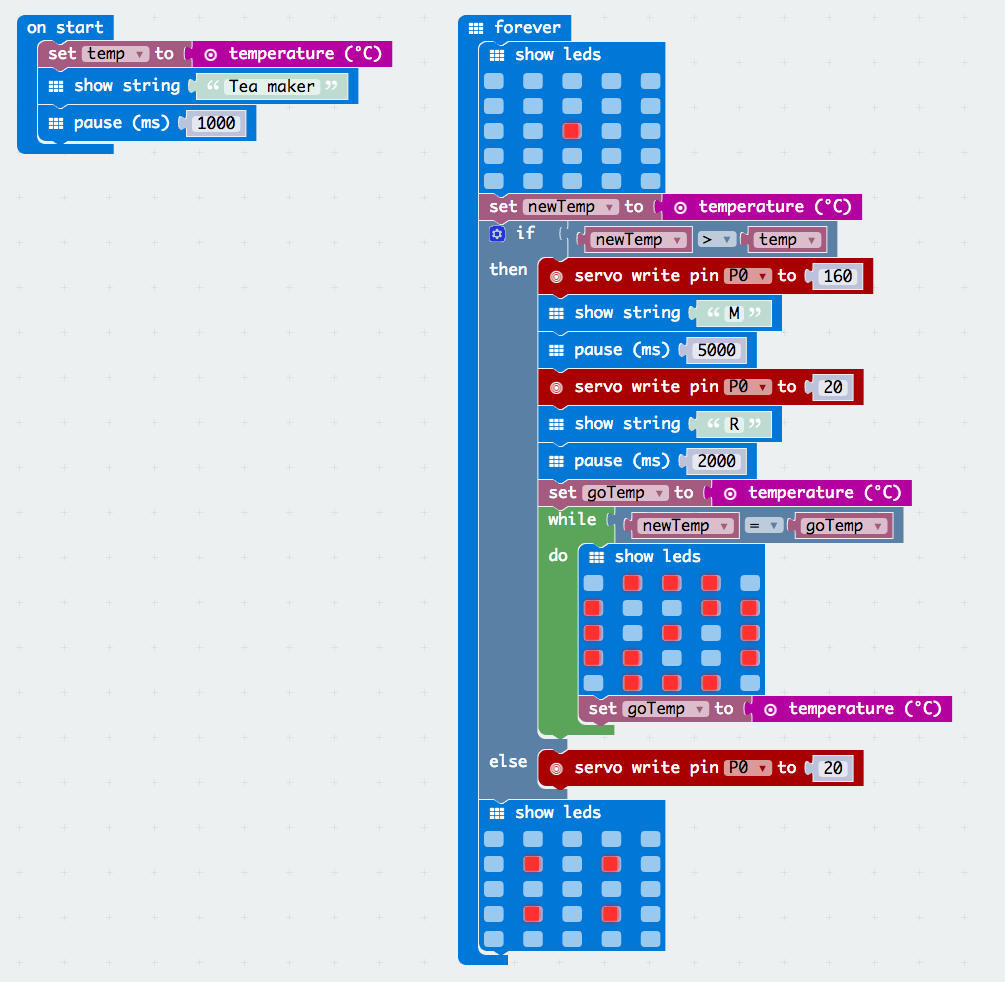 on start
set temp to temperature (°C)
show string “ Tea maker ”
pause (ms) 1000
forever
show leds
set newTemp to temperature (°C)
if newTemp > temp
then servo write pin P0 to 160
show string “ M ”
pause (ms) 5000
servo write pin P0 to 20
show string “ R ”
pause (ms) 2000
set goTemp to temperature (°C)
while newTemp = goTemp
do show leds
set goTemp to temperature (°C)
else servo write pin P0 to 20
show leds